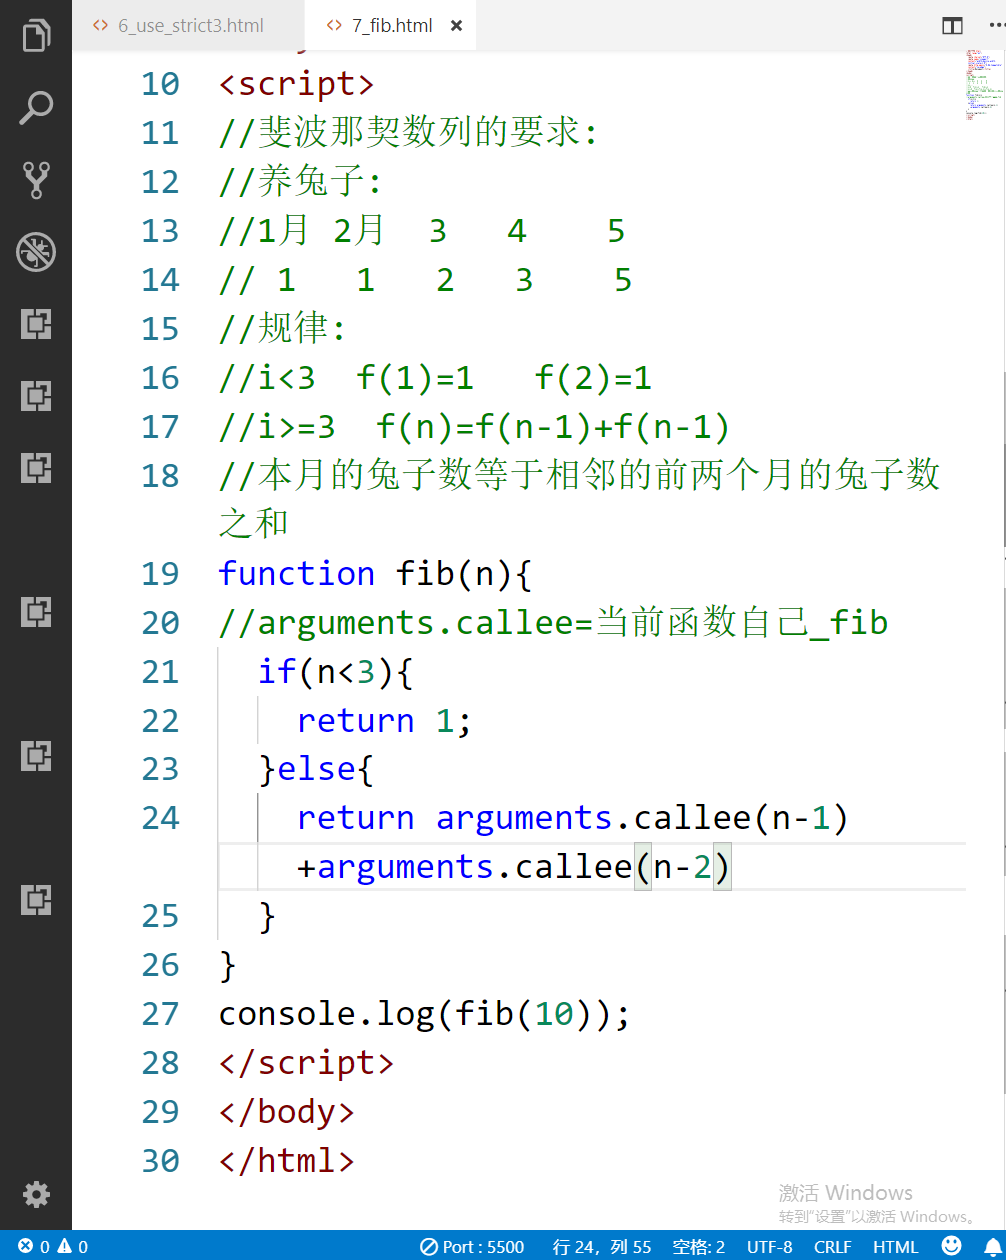 6_use_strict3.html
7_fib.html
10 <script>
11 //斐波那契数列的要求:
12 //养兔子:
13 //1月 2月 3 4 5
14 // 1 1 2 3 5
15 //规律:
16 //i<3 f(1)=1 f(2)=1
17 //i>=3 f(n)=f(n-1)+f(n-1)
18 //本月的兔子数等于相邻的前两个月的兔子数
之和
19 function fib(n){
20 //arguments.callee=当前函数自己_fib
21 if(n<3){
22 return 1;
23 }else{
24 return arguments.callee(n-1)
+arguments.callee(n-2)
25 }
26 }
27 console.log(fib(10));
28 </script>
29 </body>
30 </html>
激活 Windows
转到“设置”以激活 Windows。
0 0 Port : 5500 行 24，列 55 空格: 2 UTF-8 CRLF HTML